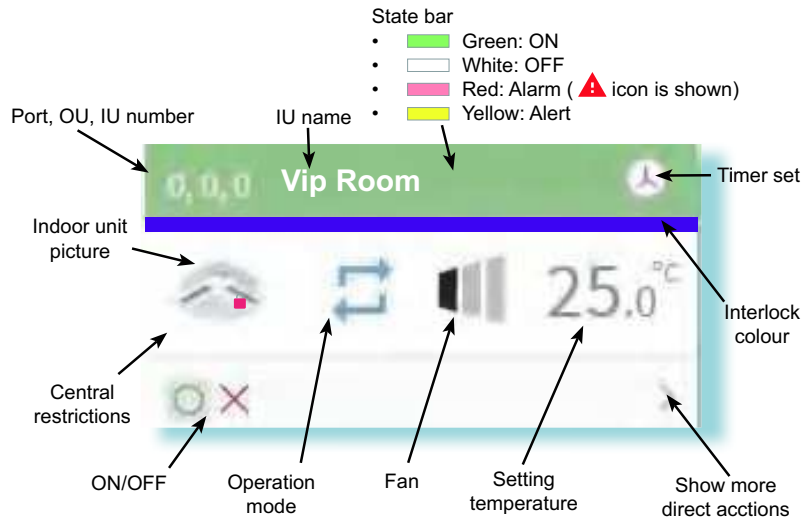 State bar
• Green: ON
• White: OFF
• Red: Alarm ( icon is shown)
• Yellow: Alert
Port, OU, IU number
IU name
0, 0, 0 Vip Room
Timer set
Indoor unit
picture
25.0°C
Interlock
colour
Central
restrictions
ON/OFF
Operation
mode
Fan
Setting
temperature
Show more
direct acctions